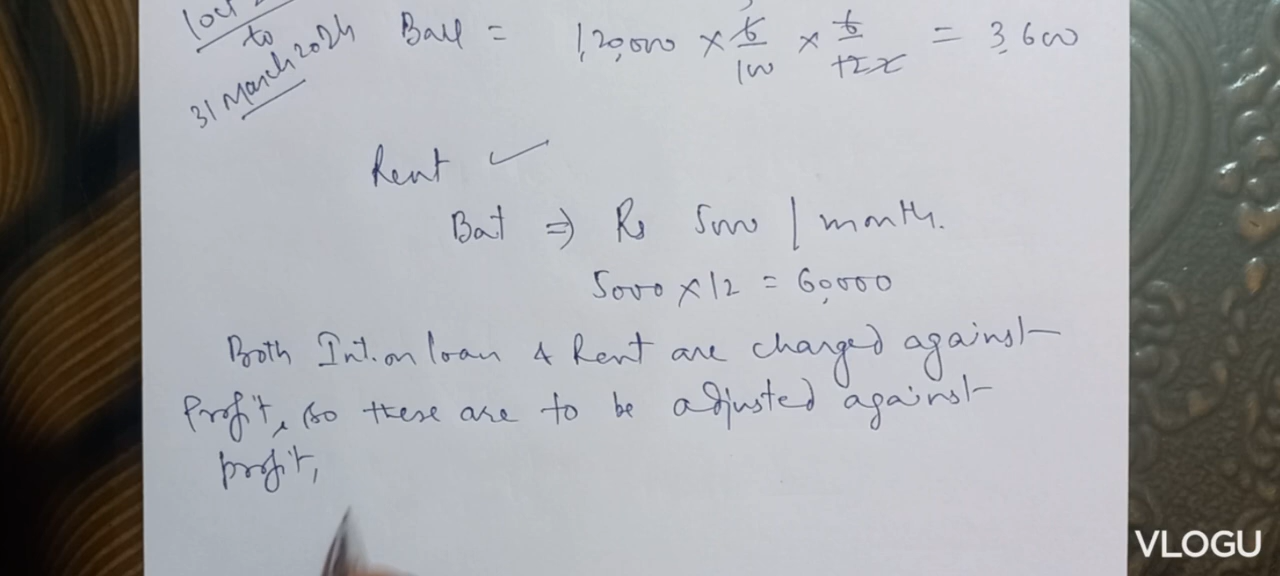 1 Oct
to
31 March 2024
Ball = 1,20,000 × 6/100 × 6/12 = 3,600
Rent ✓
Bat ⇒ Rs 5000 / month.
5000 × 12 = 60,000
Both Int. on loan & Rent are charged against
Profit, so these are to be adjusted against
profit,
VLOGU